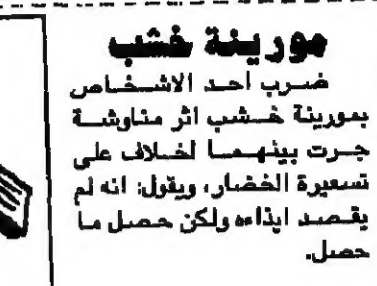 مورينة خشب
ضرب احد الاشخاص
بمورينة خشب اثر مناوشة
جرت بينهما لخلاف على
تسعيرة الخضار، ويقول: انه لم
يقصد ايذاءه ولكن حصل ما
حصل.